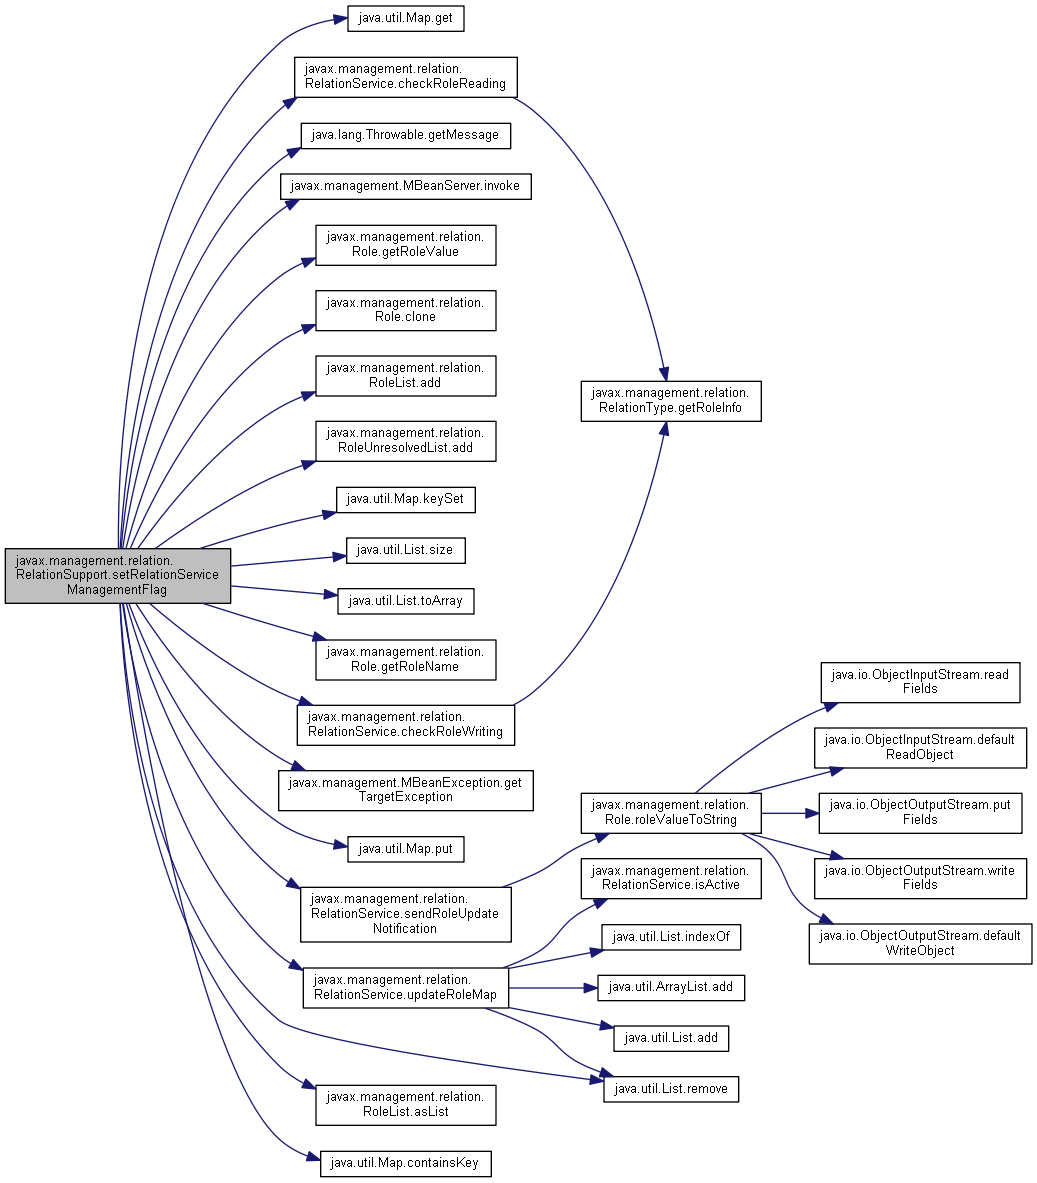 java.util.Map.get
javax.management.relation.
RelationService.checkRoleReading
java.lang.Throwable.getMessage
javax.management.MBeanServer.invoke
javax.management.relation.
Role.getRoleValue
javax.management.relation.
Role.clone
javax.management.relation.
RoleList.add
javax.management.relation.
RoleUnresolvedList.add
java.util.Map.keySet
java.util.List.size
javax.management.relation.
RelationSupport.setRelationService
ManagementFlag
java.util.List.toArray
javax.management.relation.
Role.getRoleName
javax.management.relation.
RelationService.checkRoleWriting
javax.management.MBeanException.get
TargetException
java.util.Map.put
javax.management.relation.
RelationService.sendRoleUpdate
Notification
javax.management.relation.
RelationService.updateRoleMap
javax.management.relation.
RoleList.asList
java.util.Map.containsKey
javax.management.relation.
RelationType.getRoleInfo
javax.management.relation.
Role.roleValueToString
javax.management.relation.
RelationService.isActive
java.util.List.indexOf
java.util.ArrayList.add
java.util.List.add
java.util.List.remove
java.io.ObjectInputStream.read
Fields
java.io.ObjectInputStream.default
ReadObject
java.io.ObjectOutputStream.put
Fields
java.io.ObjectOutputStream.write
Fields
java.io.ObjectOutputStream.default
WriteObject